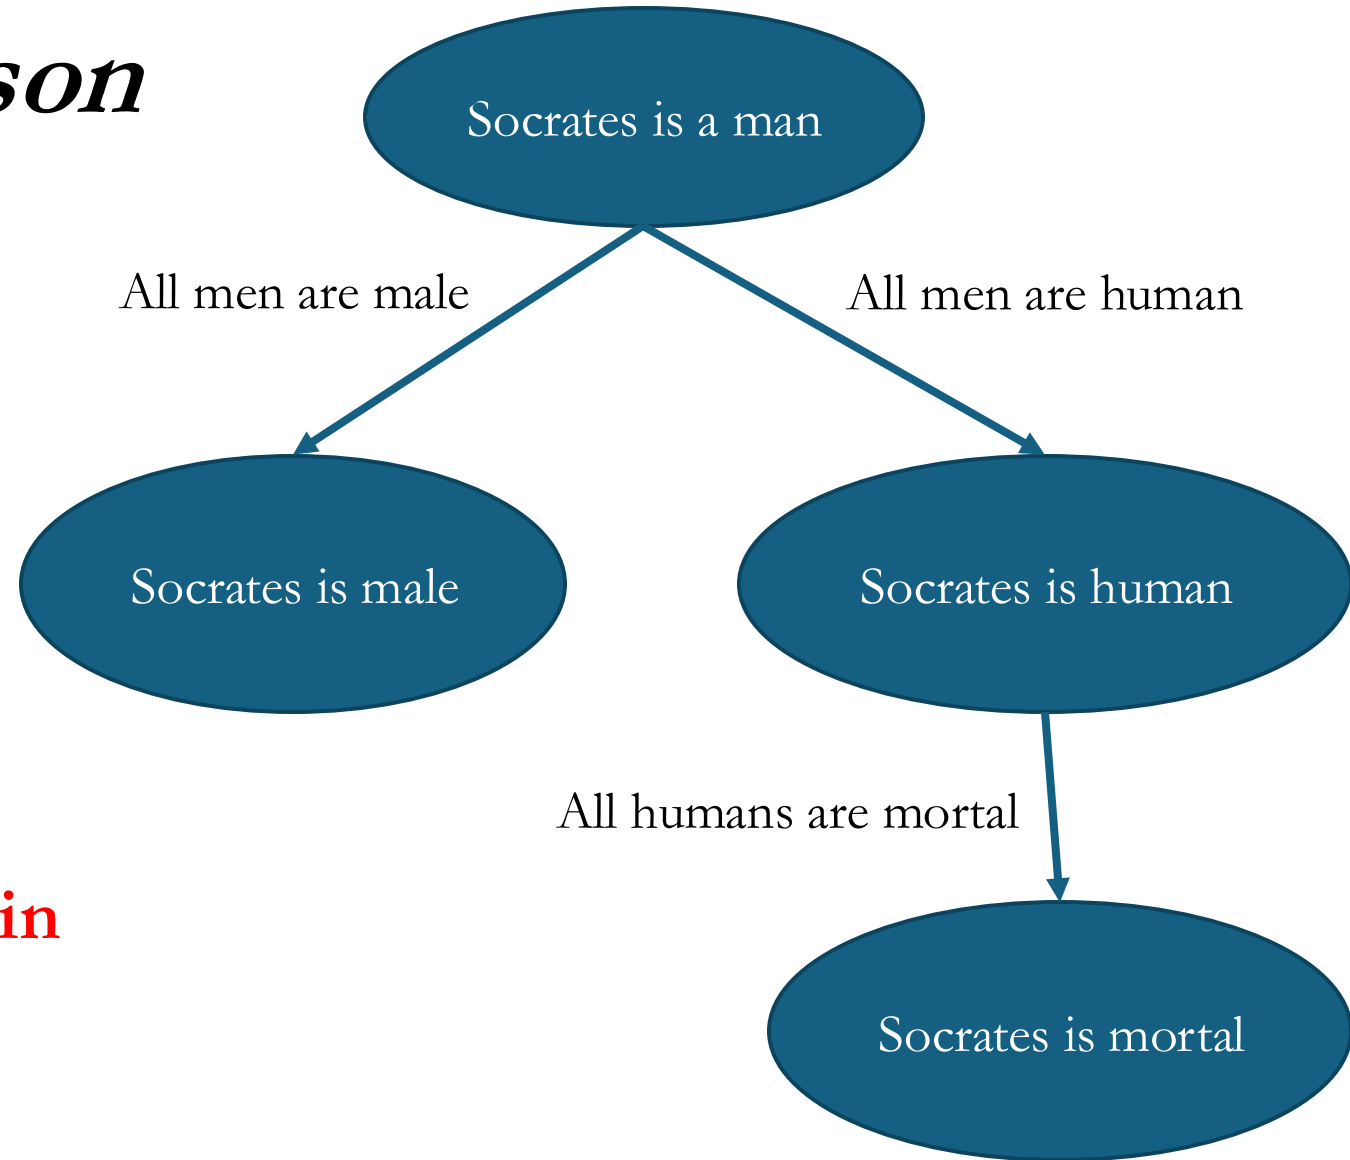 son
Socrates is a man
All men are male
All men are human
Socrates is male
Socrates is human
All humans are mortal
in
Socrates is mortal